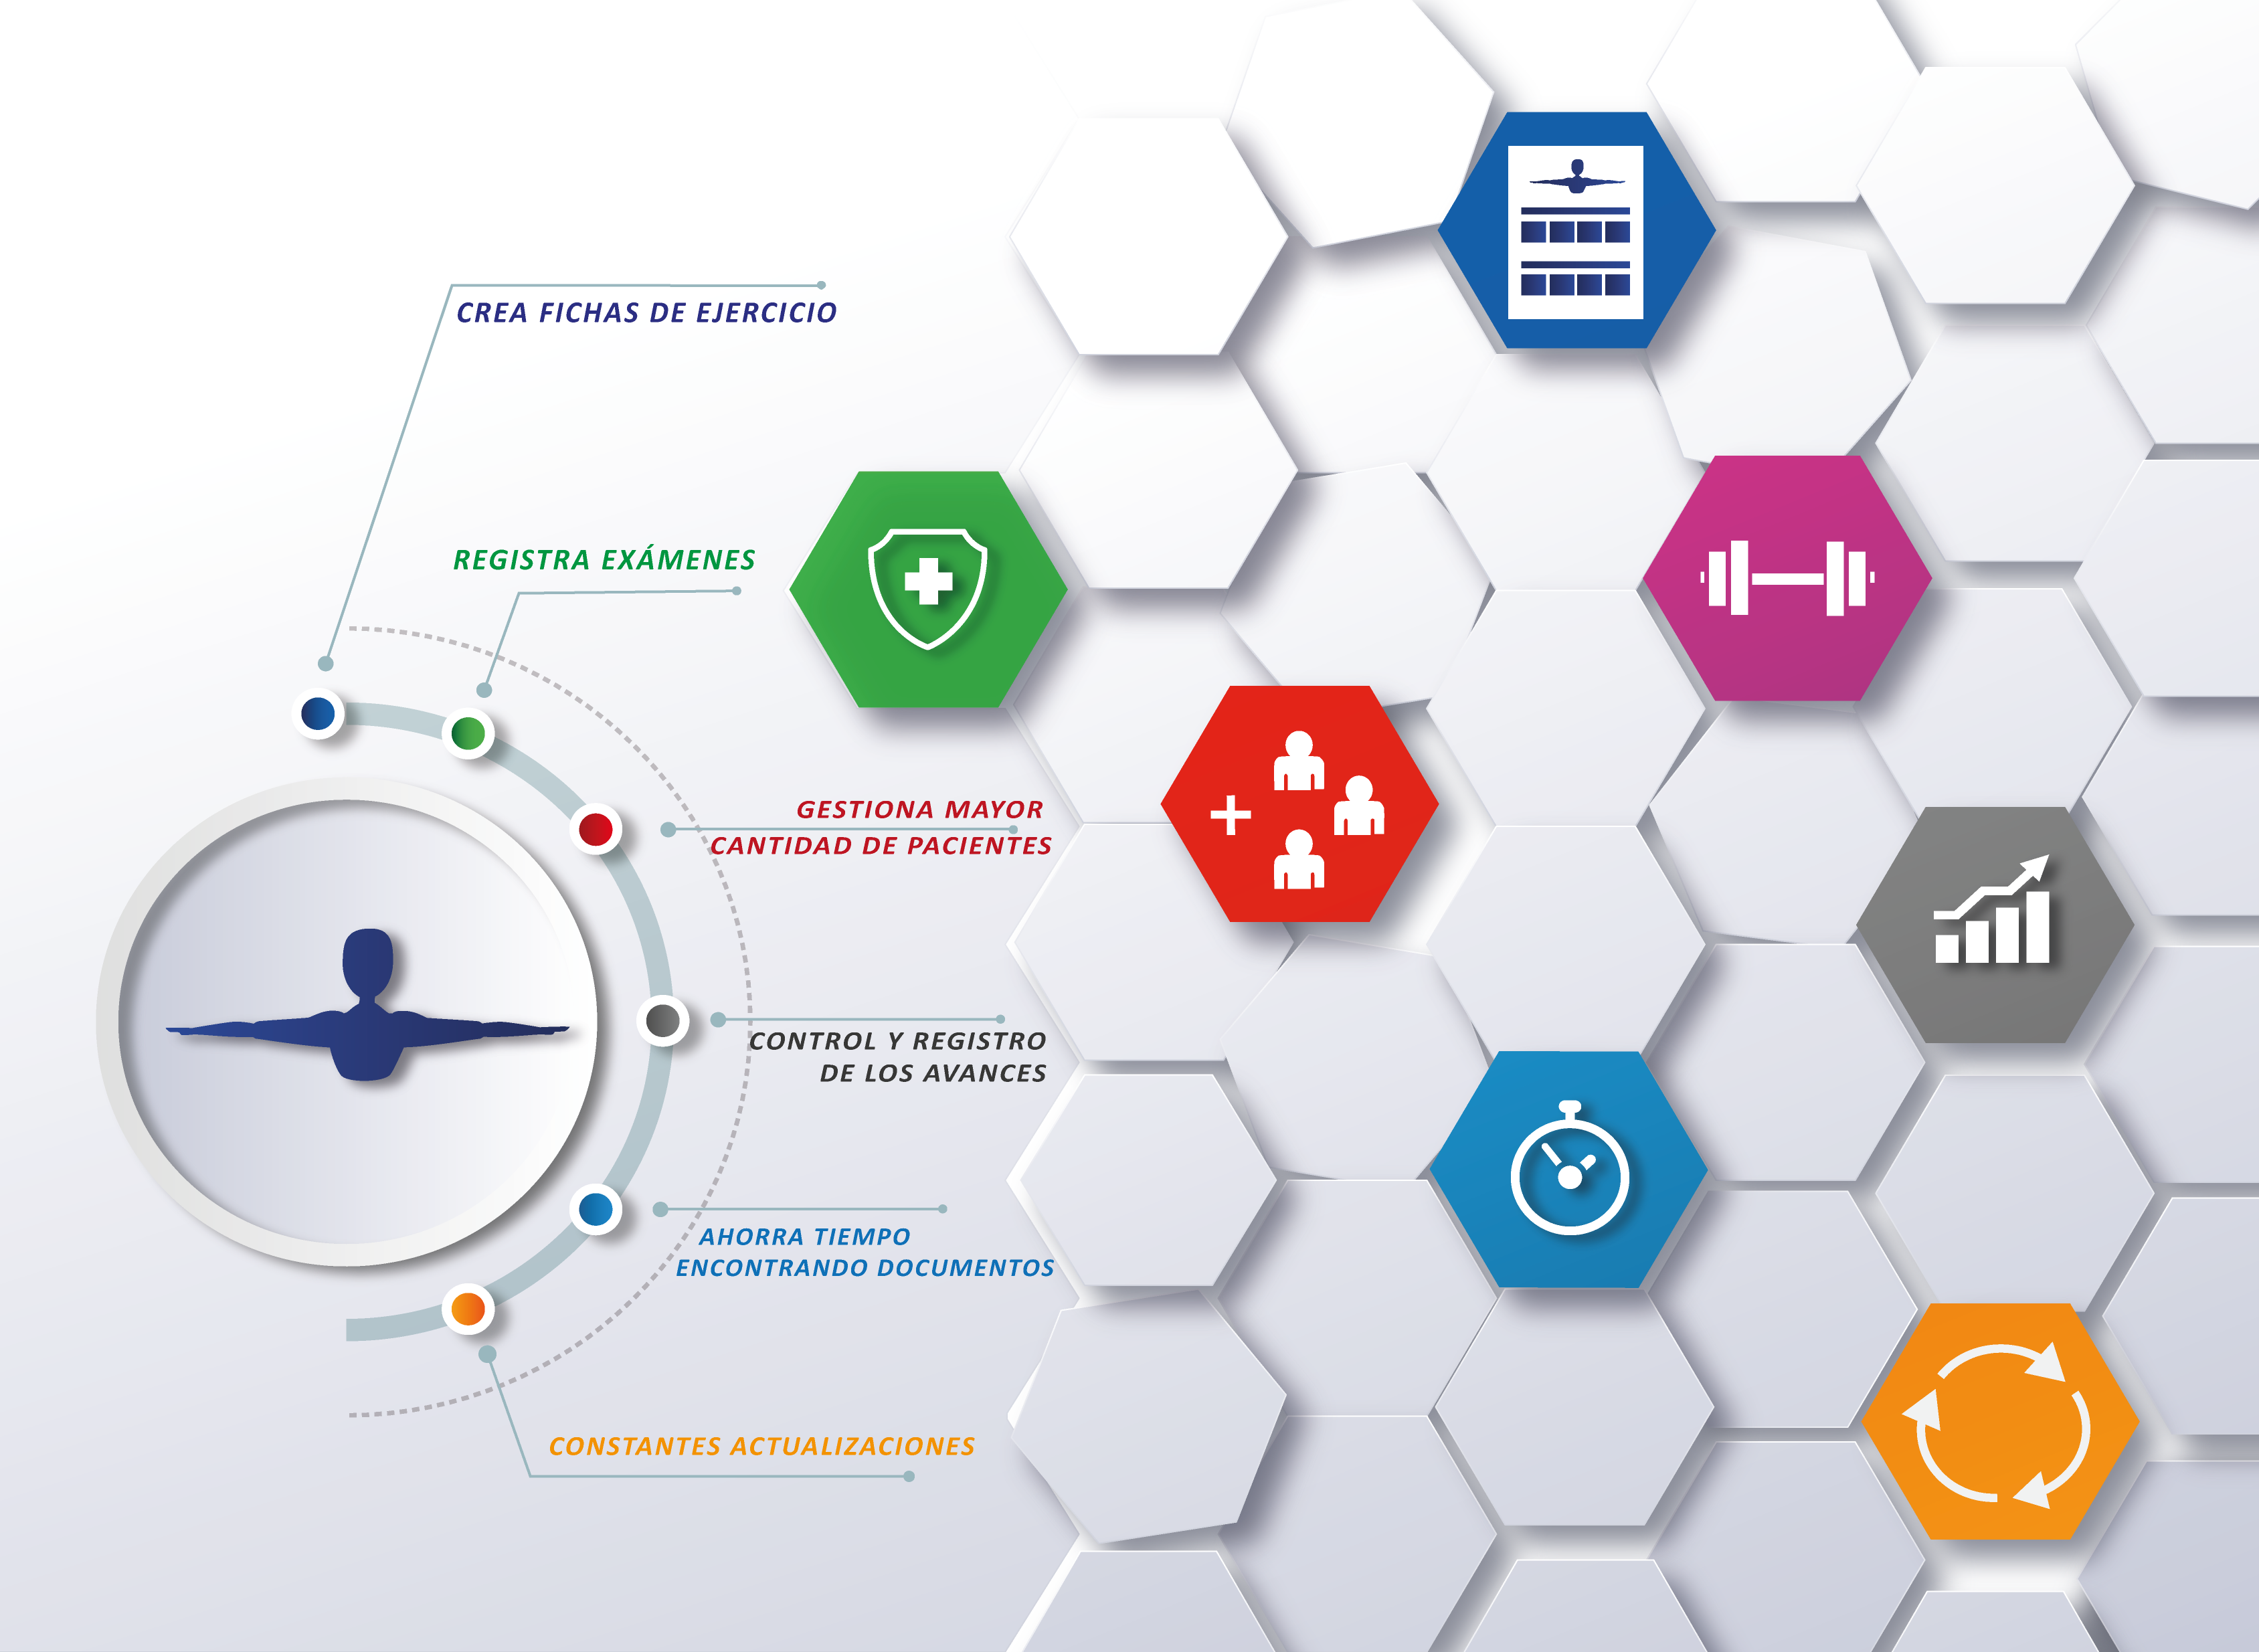 CREA FICHAS DE EJERCICIO
REGISTRA EXÁMENES
GESTIONA MAYOR
CANTIDAD DE PACIENTES
CONTROL Y REGISTRO
DE LOS AVANCES
AHORRA TIEMPO
ENCONTRANDO DOCUMENTOS
CONSTANTES ACTUALIZACIONES